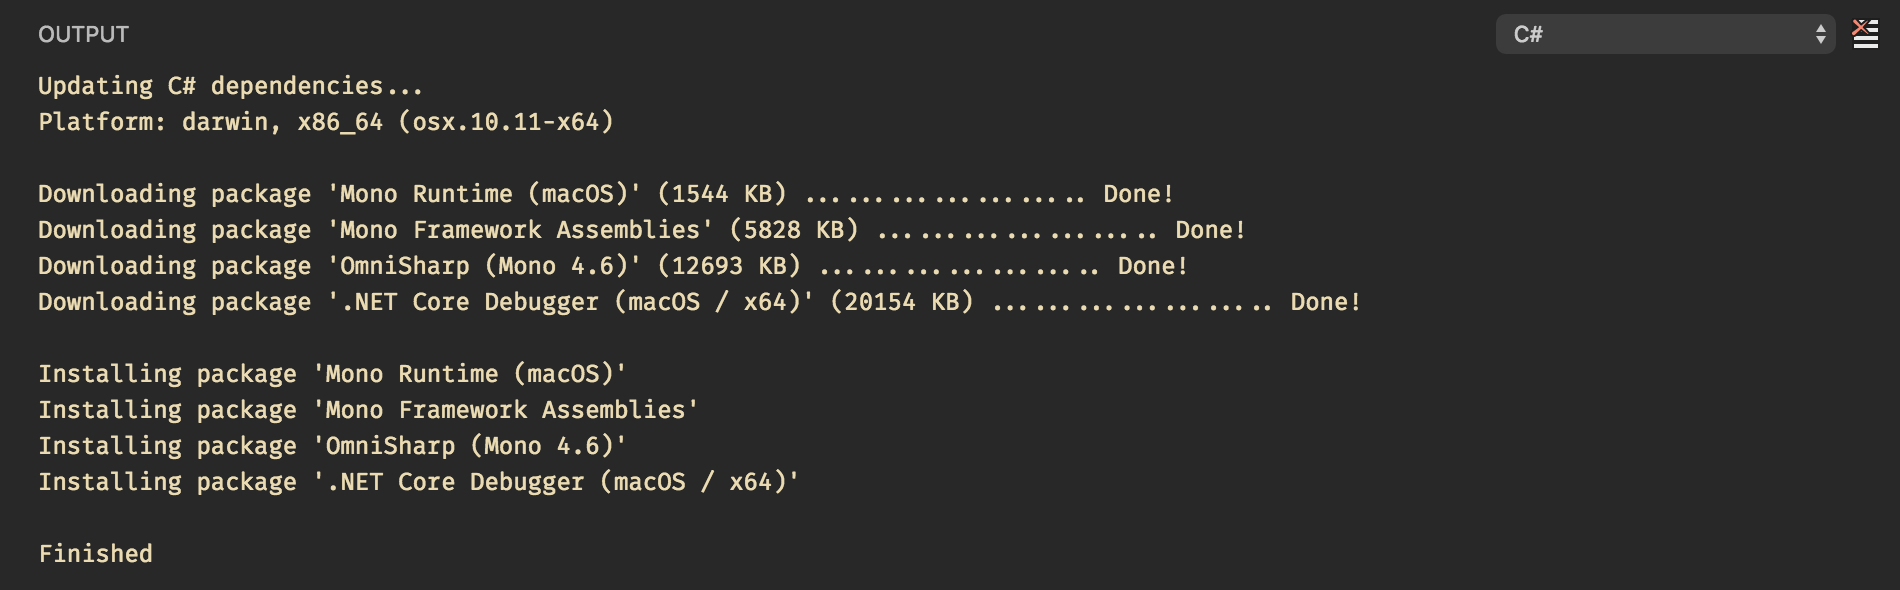 OUTPUT
C#
Updating C# dependencies...
Platform: darwin, x86_64 (osx.10.11-x64)
Downloading package 'Mono Runtime (macOS)' (1544 KB) .................... Done!
Downloading package 'Mono Framework Assemblies' (5828 KB) .................... Done!
Downloading package 'OmniSharp (Mono 4.6)' (12693 KB) .................... Done!
Downloading package '.NET Core Debugger (macOS / x64)' (20154 KB) .................... Done!
Installing package 'Mono Runtime (macOS)'
Installing package 'Mono Framework Assemblies'
Installing package 'OmniSharp (Mono 4.6)'
Installing package '.NET Core Debugger (macOS / x64)'
Finished